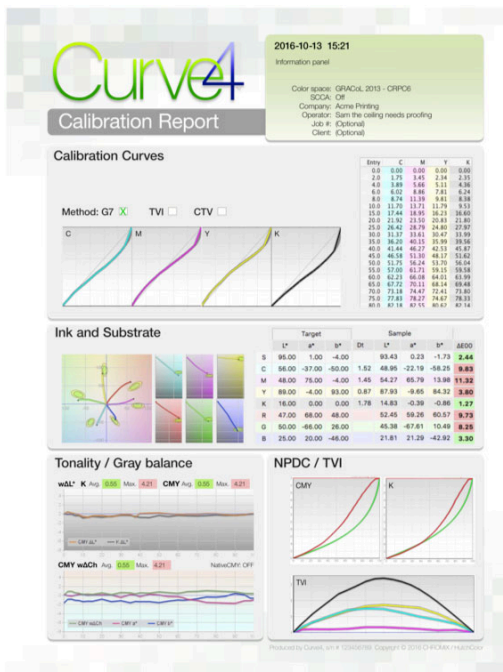 Curve4
Calibration Report
2016-10-13 15:21
Information panel
Color space: GRACoL 2013 - CRPC6
SCCA: Off
Company: Acme Printing
Operator: Sam the ceiling needs proofing
Job #: (Optional)
Client: (Optional)
Calibration Curves
Method: G7 X TVI CTV
C M Y K
Entry C M Y K
0.0 0.00 0.00 0.00 0.00
2.0 1.75 3.45 2.34 2.35
4.0 3.89 5.66 5.11 4.36
6.0 6.02 8.86 7.81 6.24
8.0 8.74 11.39 9.81 8.38
10.0 11.70 13.71 11.79 9.53
15.0 17.44 18.95 16.23 16.60
20.0 21.92 23.50 20.83 21.80
25.0 26.42 28.79 24.80 27.97
30.0 31.37 33.61 30.47 33.99
35.0 36.20 40.15 35.99 39.56
40.0 41.44 46.27 42.53 45.87
45.0 46.58 51.30 48.17 51.62
50.0 51.75 56.24 53.70 56.04
55.0 57.00 61.71 59.15 59.58
60.0 62.23 66.08 64.01 63.99
65.0 67.72 70.11 68.14 69.48
70.0 73.18 74.47 72.41 73.80
75.0 77.83 78.27 74.67 78.33
80.0 82.18 82.55 80.62 82.14
Ink and Substrate
Target Sample
L* a* b* Dt L* a* b* ΔE00
S 95.00 1.00 -4.00 93.43 0.23 -1.73 2.44
C 56.00 -37.00 -50.00 1.52 48.95 -22.19 -58.25 9.83
M 48.00 75.00 -4.00 1.45 54.27 65.79 13.98 11.32
Y 89.00 -4.00 93.00 0.87 87.93 -9.65 84.32 3.80
K 16.00 0.00 0.00 1.78 14.83 -0.39 -0.86 1.27
R 47.00 68.00 48.00 52.45 59.26 60.57 9.73
G 50.00 -66.00 26.00 45.38 -67.61 10.49 8.25
B 25.00 20.00 -46.00 21.81 21.29 -42.92 3.30
Tonality / Gray balance
wΔL* K Avg. 0.55 Max. 4.21 CMY Avg. 0.55 Max. 4.21
CMY ΔL* K ΔL*
CMY wΔCh Avg. 0.55 Max. 4.21 NativeCMY: OFF
CMY wΔCh CMY a* CMY b*
NPDC / TVI
CMY K
TVI